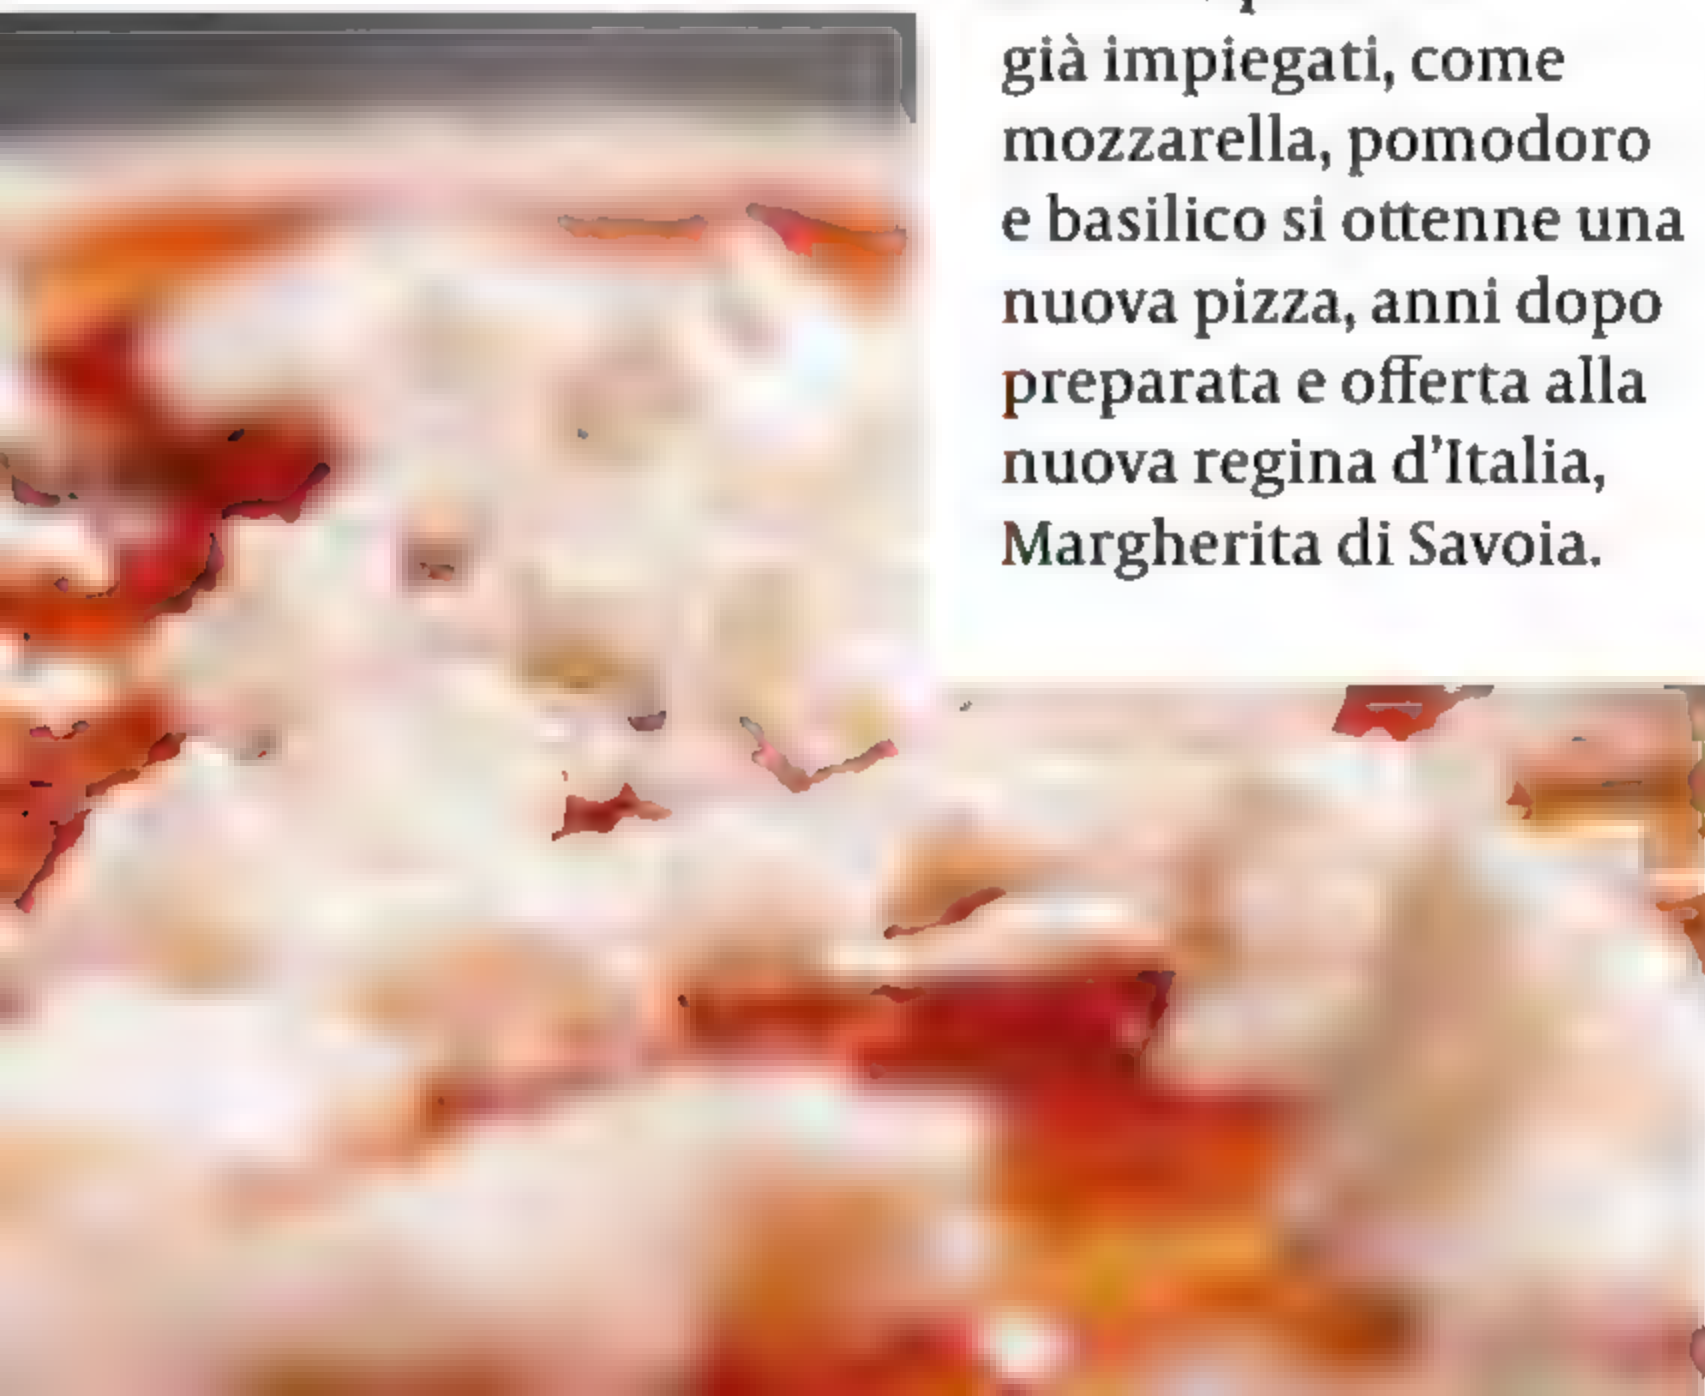 già impiegati, come
mozzarella, pomodoro
e basilico si ottenne una
nuova pizza, anni dopo
preparata e offerta alla
nuova regina d'Italia,
Margherita di Savoia.